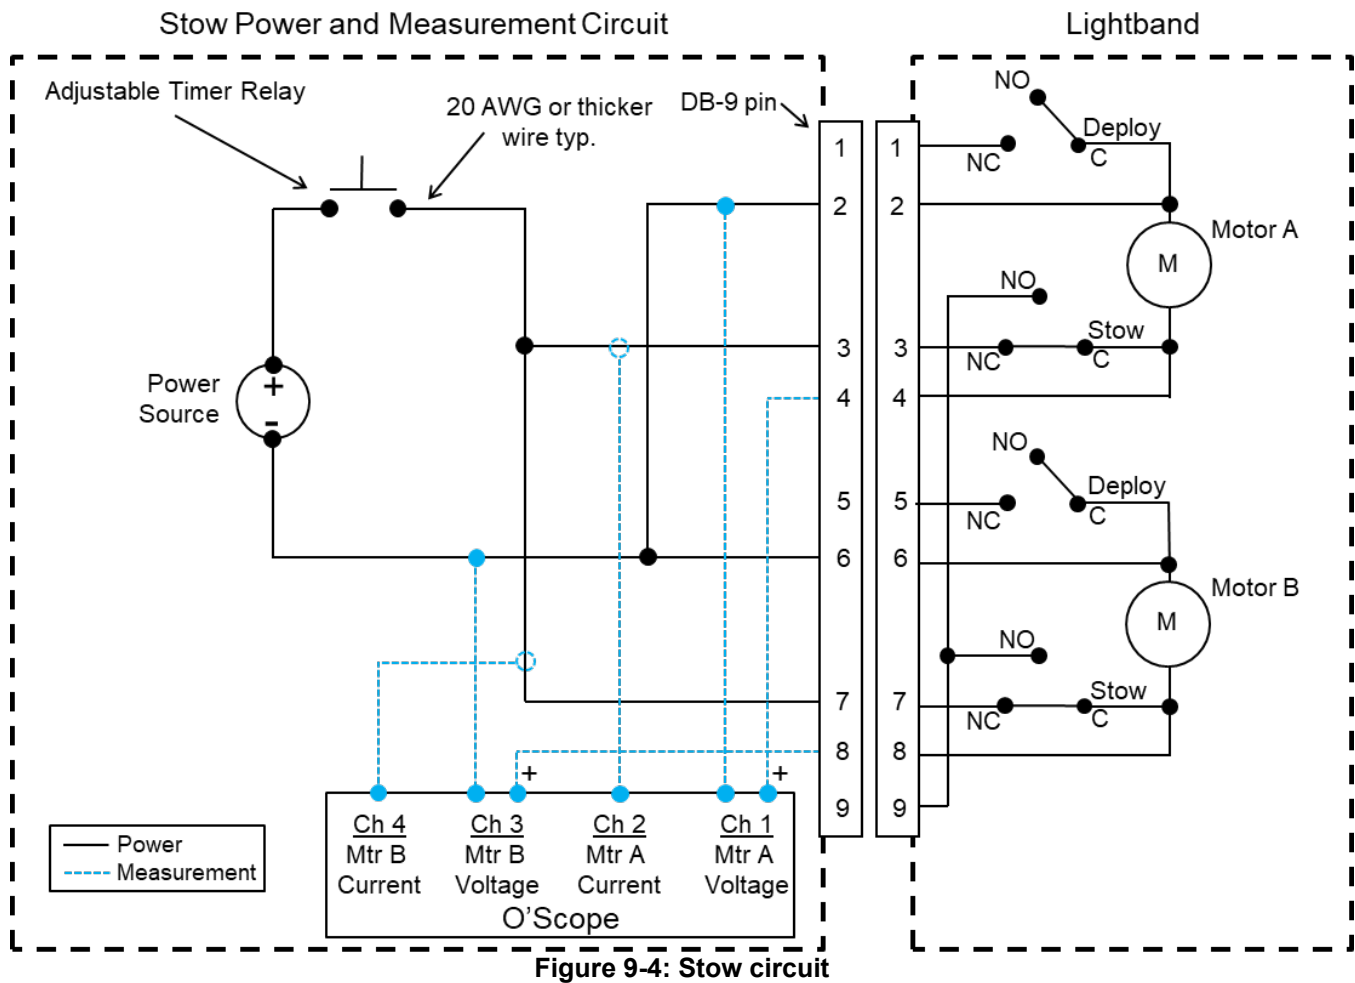 Stow Power and Measurement Circuit
Lightband
Adjustable Timer Relay
20 AWG or thicker
wire typ.
DB-9 pin
1
2
3
4
5
6
7
8
9
1
2
3
4
5
6
7
8
9
NO
Deploy
NC
C
Motor A
M
NO
Stow
NC
C
NO
Deploy
NC
C
Motor B
M
NO
Stow
NC
C
Power
Source
+
-
+
+
Ch 4
Mtr B
Current
Ch 3
Mtr B
Voltage
Ch 2
Mtr A
Current
Ch 1
Mtr A
Voltage
O'Scope
Power
Measurement
Figure 9-4: Stow circuit